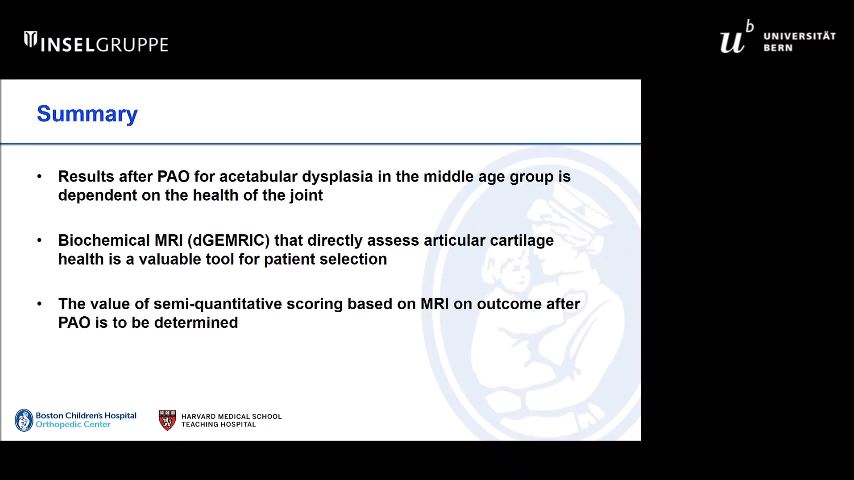 INSELGRUPPE
u
b
UNIVERSITÄT
BERN
Summary
• Results after PAO for acetabular dysplasia in the middle age group is
dependent on the health of the joint
• Biochemical MRI (dGEMRIC) that directly assess articular cartilage
health is a valuable tool for patient selection
• The value of semi-quantitative scoring based on MRI on outcome after
PAO is to be determined
Boston Children's Hospital
Orthopedic Center
HARVARD MEDICAL SCHOOL
TEACHING HOSPITAL